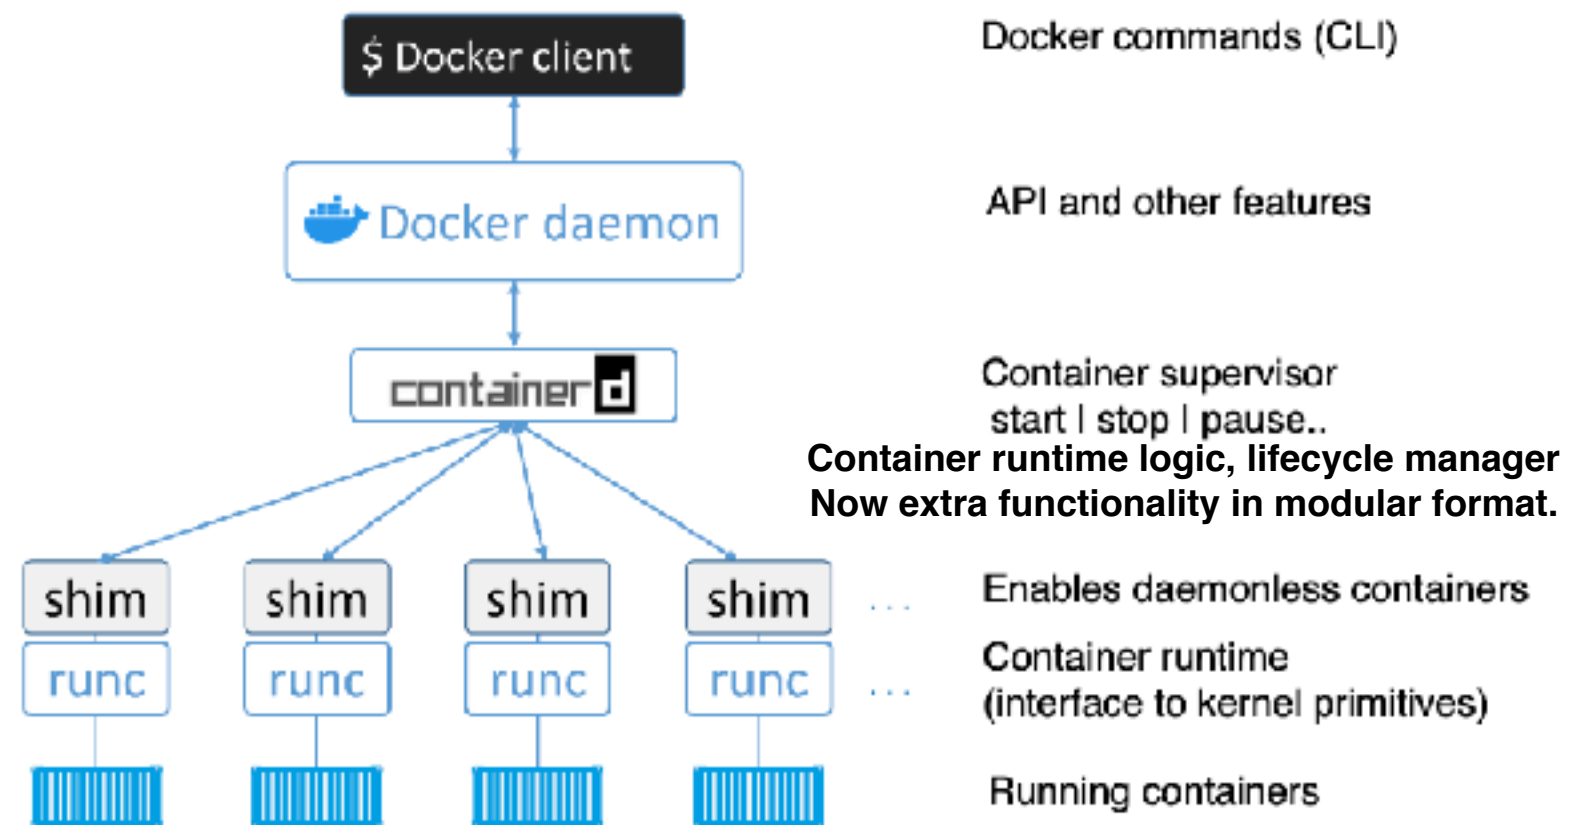 $ Docker client
Docker commands (CLI)
Docker daemon
API and other features
containerd
Container supervisor
start | stop | pause..
Container runtime logic, lifecycle manager
Now extra functionality in modular format.
shim shim shim shim ...
Enables daemonless containers
runc runc runc runc ...
Container runtime
(interface to kernel primitives)
Running containers